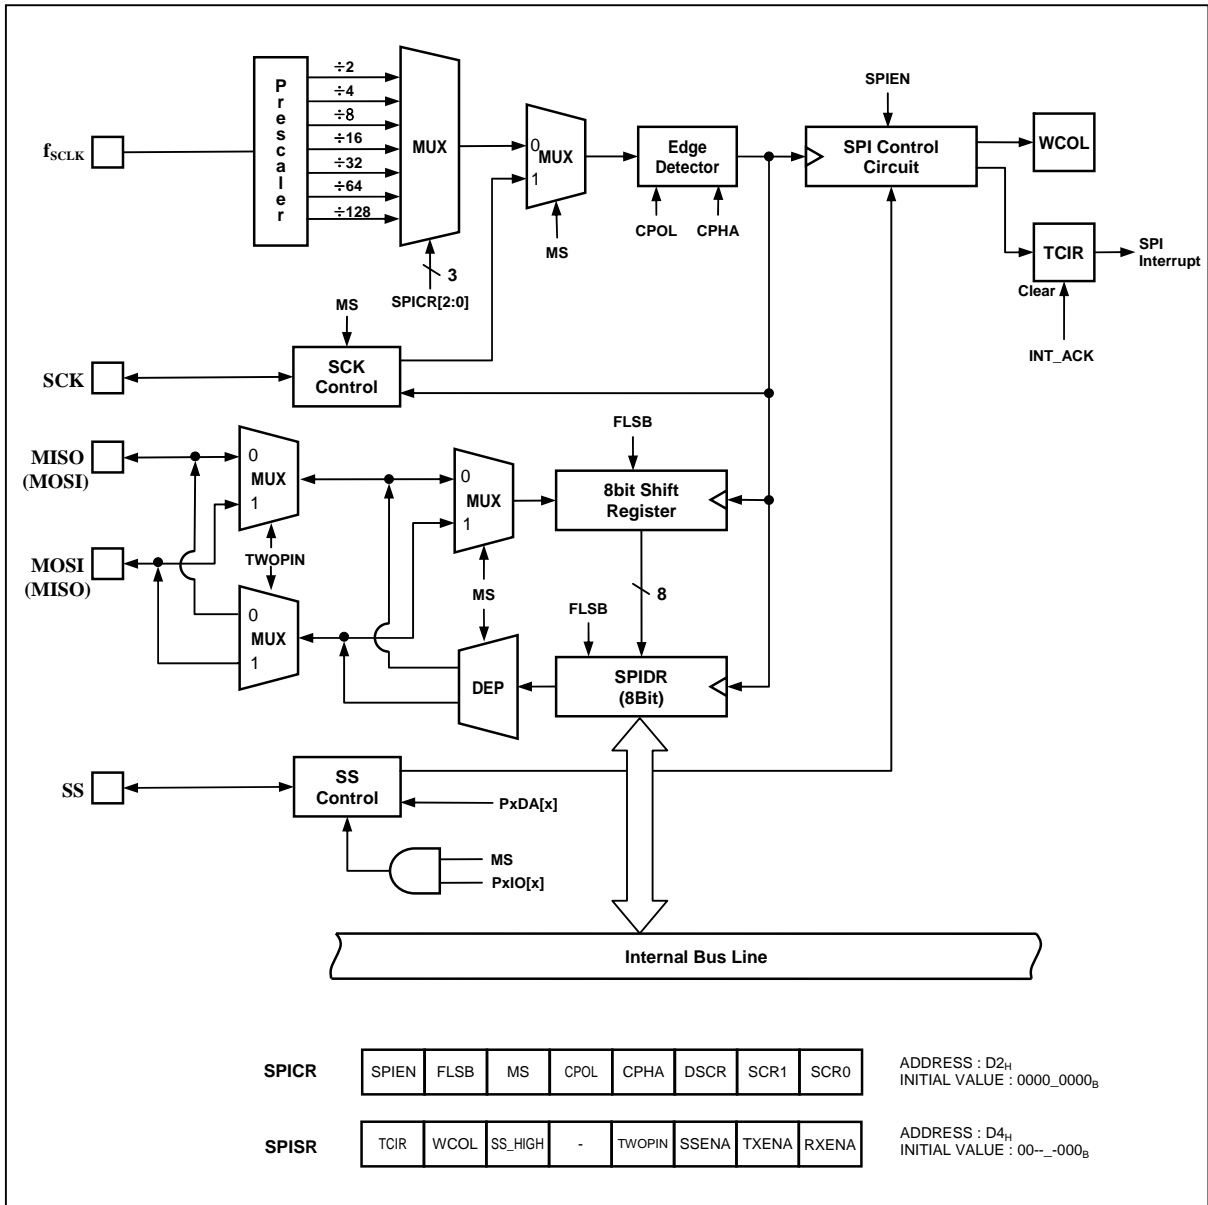 SPIEN
÷2
÷4
÷8
÷16
÷32
÷64
÷128
Prescaler
MUX
0
1
MUX
fSCLK
Edge
Detector
SPI Control
Circuit
WCOL
CPOL
CPHA
MS
TCIR
SPI
Interrupt
Clear
INT_ACK
3
SPICR[2:0]
MS
SCK
SCK
Control
FLSB
MISO
(MOSI)
0
MUX
1
0
MUX
1
8bit Shift
Register
MOSI
(MISO)
TWOPIN
MS
8
FLSB
0
MUX
1
DEP
SPIDR
(8Bit)
SS
SS
Control
PxDA[x]
MS
PxIO[x]
Internal Bus Line
SPICR SPIEN FLSB MS CPOL CPHA DSCR SCR1 SCR0
ADDRESS : D2H
INITIAL VALUE : 0000_0000B
SPISR TCIR WCOL SS_HIGH - TWOPIN SSENA TXENA RXENA
ADDRESS : D4H
INITIAL VALUE : 00--_-000B